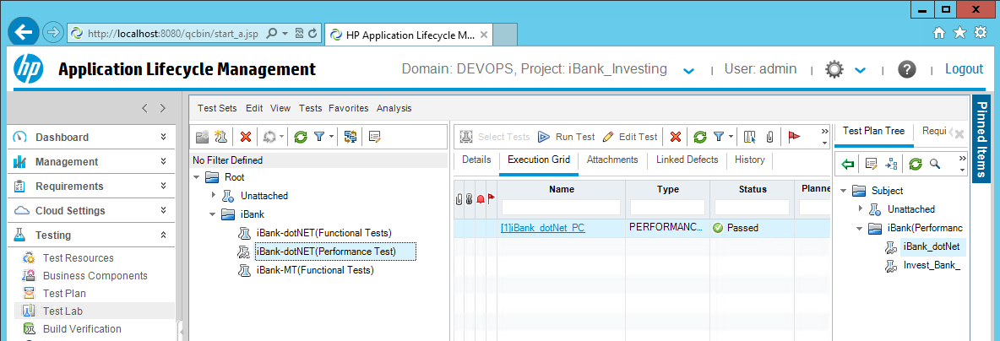 http://localhost:8080/qcbin/start_a.jsp
HP Application Lifecycle M...
hp
Application Lifecycle Management
Domain: DEVOPS, Project: iBank_Investing
User: admin
?
Logout
Dashboard
Management
Requirements
Cloud Settings
Testing
Test Resources
Business Components
Test Plan
Test Lab
Build Verification
Test Sets Edit View Tests Favorites Analysis
No Filter Defined
Root
Unattached
iBank
iBank-dotNET(Functional Tests)
iBank-dotNET(Performance Test)
iBank-MT(Functional Tests)
Select Tests Run Test Edit Test
Details Execution Grid Attachments Linked Defects History
Name Type Status Planne
[1]iBank_dotNet_PC PERFORMANC... Passed
Test Plan Tree Requi
Subject
Unattached
iBank(Performanc
iBank_dotNet
Invest_Bank_
Pinned Items